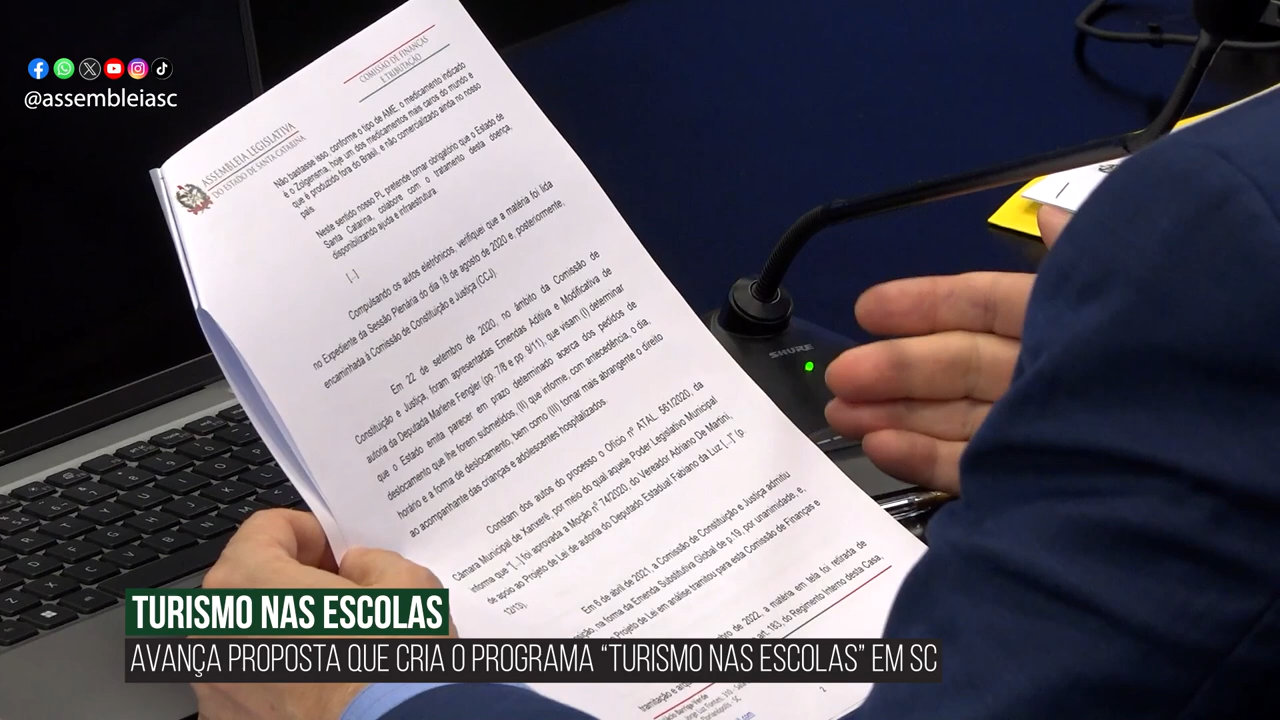 @assembleiasc
COMISSÃO DE FINANÇAS
E TRIBUTAÇÃO
ASSEMBLEIA LEGISLATIVA
DO ESTADO DE SANTA CATARINA
Não bastasse isso, conforme o tipo de AME, o medicamento indicado
é o Zolgensma, hoje um dos medicamentos mais caros do mundo e
que é produzido fora do Brasil, e não comercializado ainda no nosso
país.
Neste sentido nosso PL, pretende tornar obrigatório que o Estado de
Santa Catarina, colabore com o tratamento desta doença,
disponibilizando ajuda e infraestrutura.
[...]
Compulsando os autos eletrônicos, verifiquei que a matéria foi lida
no Expediente da Sessão Plenária do dia 18 de agosto de 2020 e, posteriormente,
encaminhada à Comissão de Constituição e Justiça (CCJ).
Em 22 de setembro de 2020, no âmbito da Comissão de
Constituição e Justiça, foram apresentadas Emendas Aditiva e Modificativa de
autoria da Deputada Marlene Fengler (pp. 7/8 e pp. 9/11), que visam (I) determinar
que o Estado emita parecer em prazo determinado acerca dos pedidos de
deslocamento que lhe forem submetidos, (II) que informe, com antecedência, o dia,
horário e a forma de deslocamento, bem como (III) tornar mais abrangente o direito
ao acompanhante das crianças e adolescentes hospitalizados.
Constam dos autos do processo o Ofício nº ATAL 561/2020, da
Câmara Municipal de Xanxerê, por meio do qual aquele Poder Legislativo Municipal
informa que "[...] foi aprovada a Moção nº 74/2020, do Vereador Adriano De Martini,
de apoio ao Projeto de Lei de autoria do Deputado Estadual Fabiano da Luz [...]" (p.
12/13).
Em 6 de abril de 2021, a Comissão de Constituição e Justiça admitiu
na forma da Emenda Substitutiva Global de p.19, por unanimidade, e,
Projeto de Lei em análise tramitou para esta Comissão de Finanças e
de 2022, a matéria em tela foi retirada de
art. 183, do Regimento Interno desta Casa,
2
SHURE
TURISMO NAS ESCOLAS
AVANÇA PROPOSTA QUE CRIA O PROGRAMA “TURISMO NAS ESCOLAS” EM SC